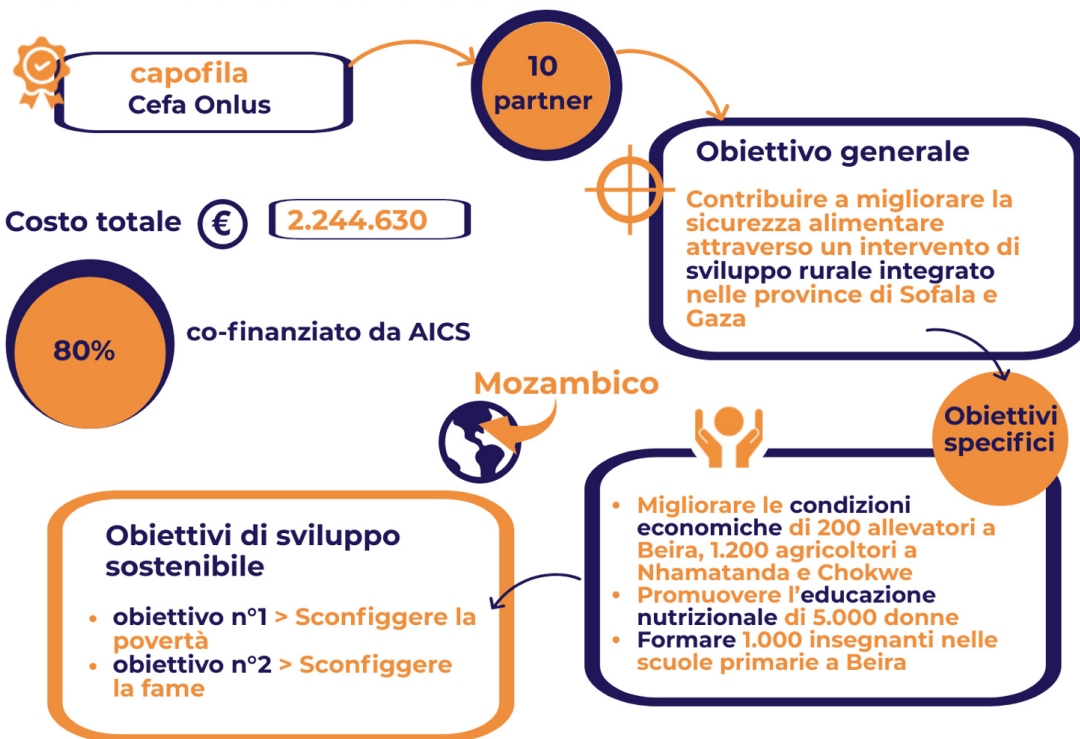 capofila
Cefa Onlus
10
partner
Obiettivo generale
Contribuire a migliorare la
sicurezza alimentare
attraverso un intervento di
sviluppo rurale integrato
nelle province di Sofala e
Gaza
Costo totale € 2.244.630
80%
co-finanziato da AICS
Mozambico
Obiettivi
specifici
• Migliorare le condizioni
economiche di 200 allevatori a
Beira, 1.200 agricoltori a
Nhamatanda e Chokwe
• Promuovere l'educazione
nutrizionale di 5.000 donne
• Formare 1.000 insegnanti nelle
scuole primarie a Beira
Obiettivi di sviluppo
sostenibile
• obiettivo n°1 > Sconfiggere la
povertà
• obiettivo n°2 > Sconfiggere
la fame